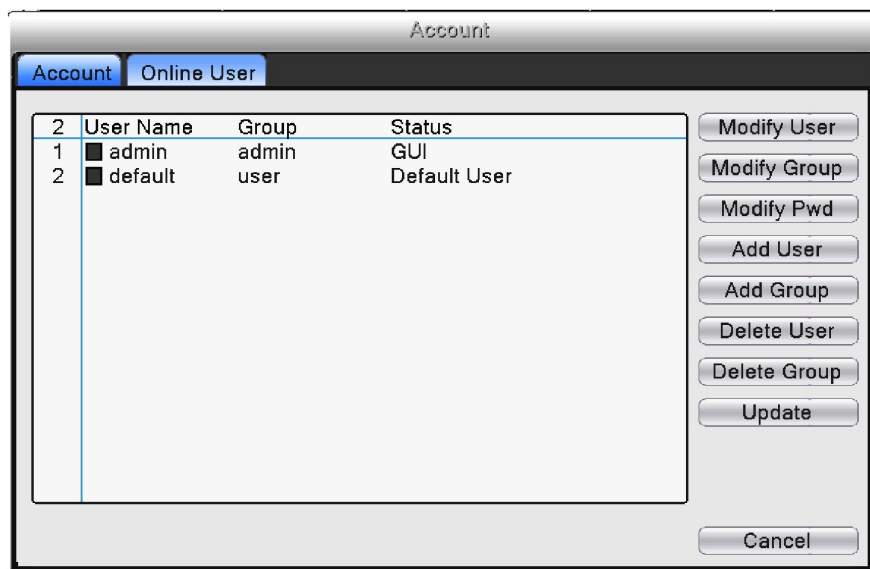 Account
Account Online User
2 User Name Group Status
1 admin admin GUI
2 default user Default User
Modify User
Modify Group
Modify Pwd
Add User
Add Group
Delete User
Delete Group
Update
Cancel